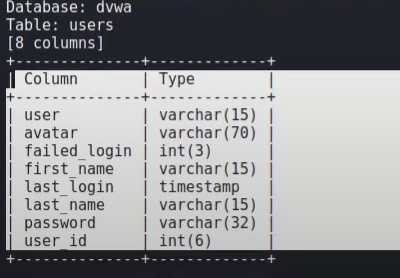 Database: dvwa
Table: users
[8 columns]
+--------------+-------------+
| Column       | Type        |
+--------------+-------------+
| user         | varchar(15) |
| avatar       | varchar(70) |
| failed_login | int(3)      |
| first_name   | varchar(15) |
| last_login   | timestamp   |
| last_name    | varchar(15) |
| password     | varchar(32) |
| user_id      | int(6)      |
+--------------+-------------+